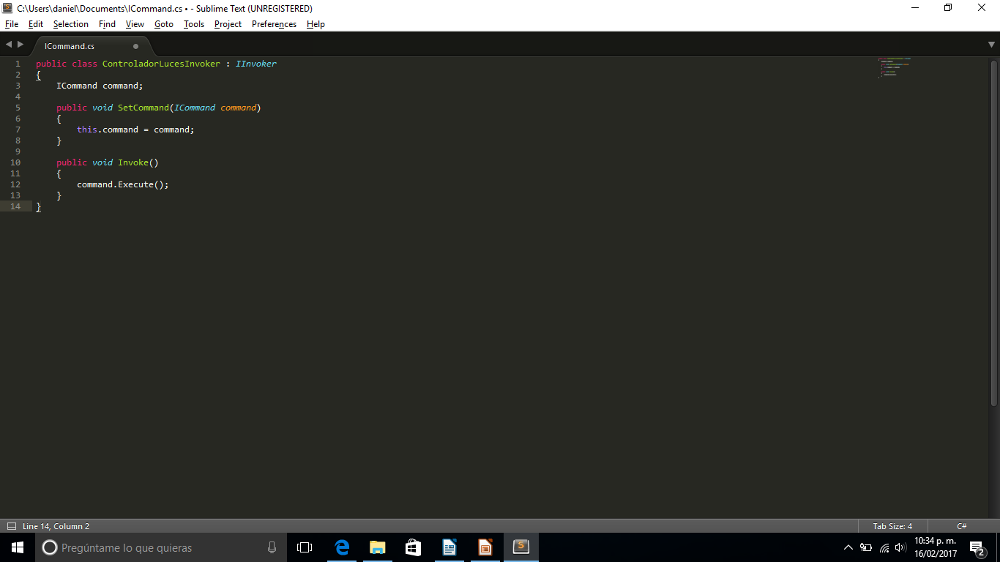 C:\Users\daniel\Documents\ICommand.cs • - Sublime Text (UNREGISTERED)
File Edit Selection Find View Goto Tools Project Preferences Help
ICommand.cs
1 public class ControladorLucesInvoker : IInvoker
2 {
3 ICommand command;
4
5 public void SetCommand(ICommand command)
6 {
7 this.command = command;
8 }
9
10 public void Invoke()
11 {
12 command.Execute();
13 }
14 }
Line 14, Column 2 Tab Size: 4 C#
Pregúntame lo que quieras
10:34 p. m.
16/02/2017
2